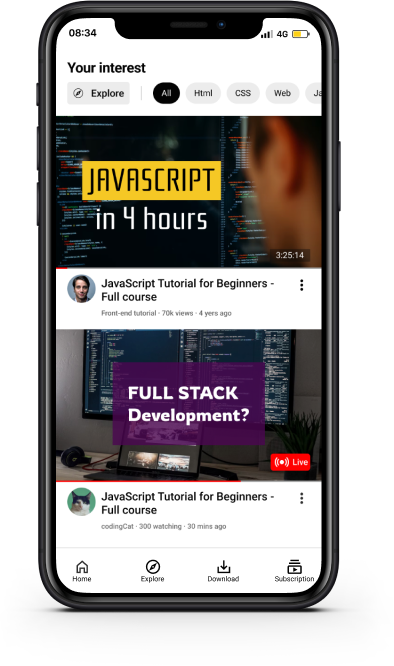 08:34
4G
Your interest
Explore
All
Html
CSS
Web
Ja
JAVASCRIPT
in 4 hours
3:25:14
JavaScript Tutorial for Beginners -
Full course
Front-end tutorial · 70k views · 4 yers ago
FULL STACK
Development?
Live
JavaScript Tutorial for Beginners -
Full course
codingCat · 300 watching · 30 mins ago
Home
Explore
Download
Subscription